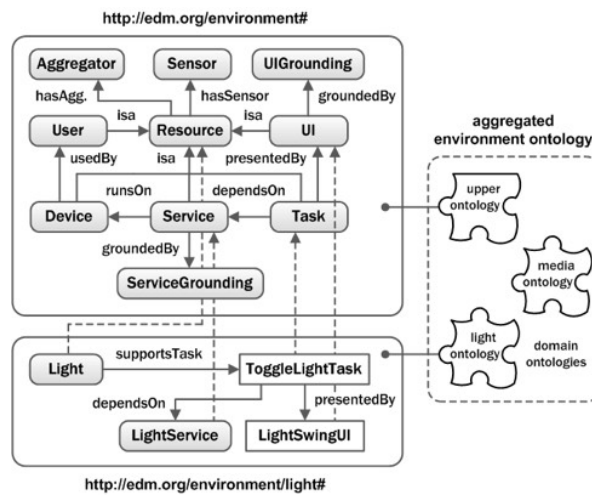 http://edm.org/environment#
Aggregator
Sensor
UIGrounding
hasAgg.
hasSensor
groundedBy
isa
isa
User
Resource
UI
usedBy
isa
presentedBy
runsOn
dependsOn
Device
Service
Task
groundedBy
ServiceGrounding
Light
supportsTask
ToggleLightTask
dependsOn
presentedBy
LightService
LightSwingUI
http://edm.org/environment/light#
aggregated
environment ontology
upper
ontology
media
ontology
light
ontology
domain
ontologies